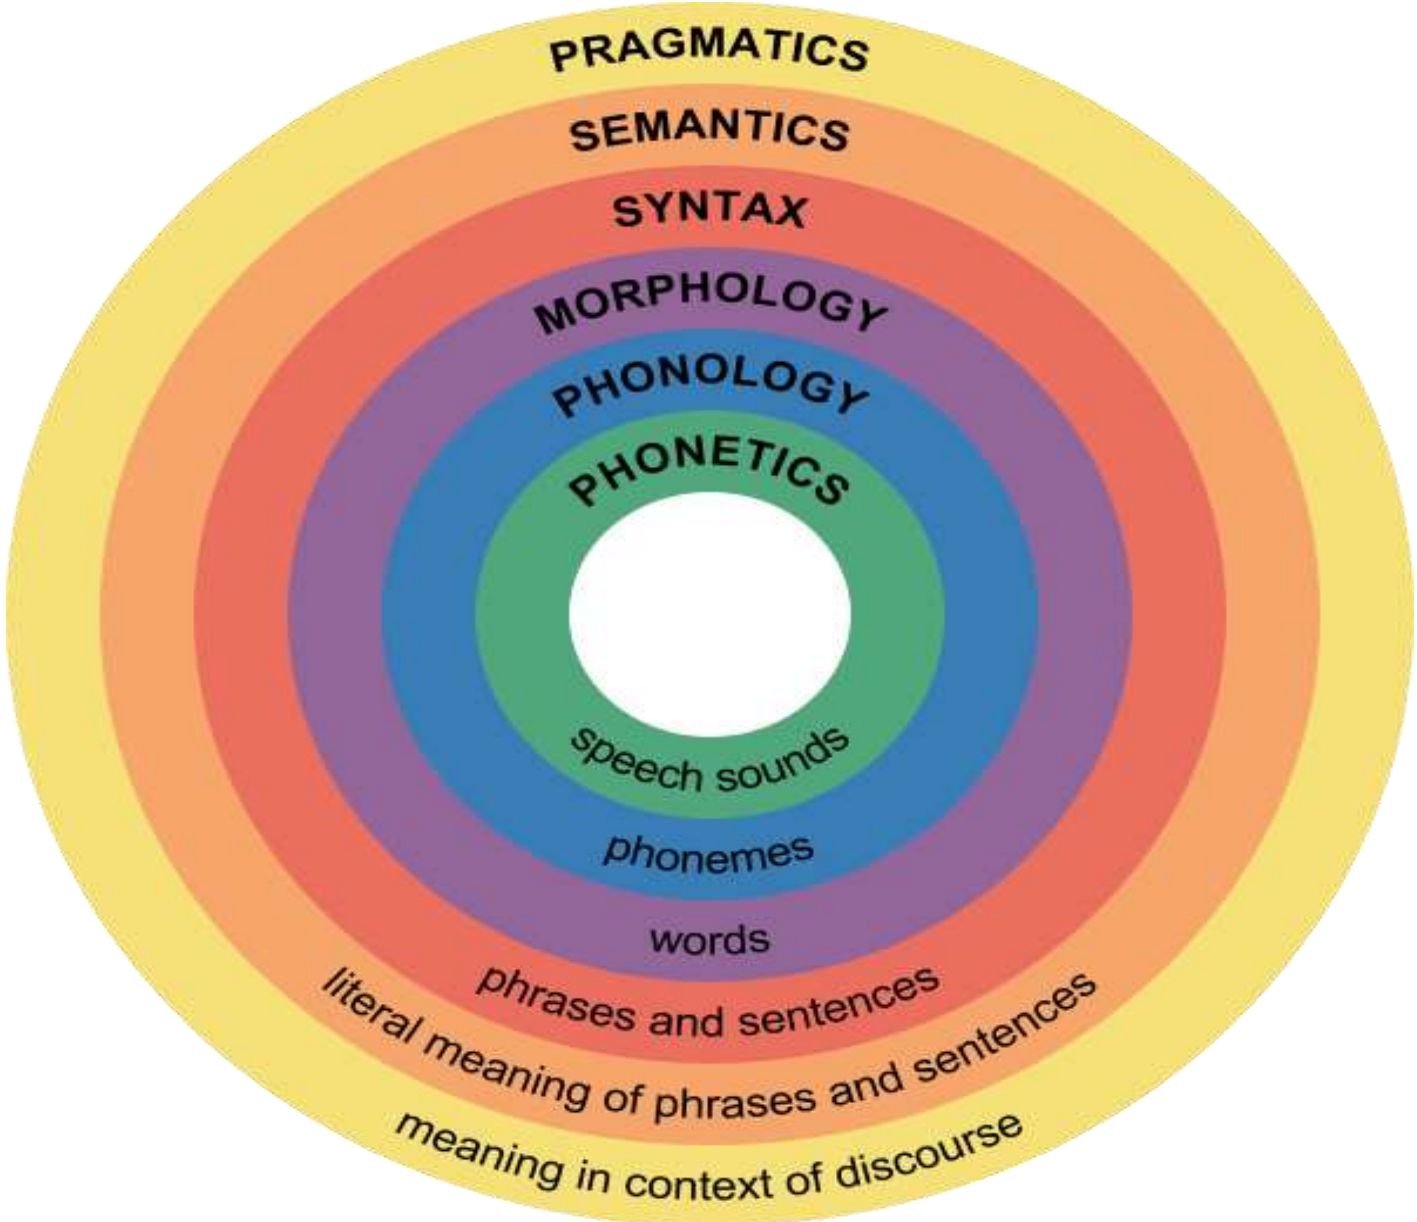 PRAGMATICS
SEMANTICS
SYNTAX
MORPHOLOGY
PHONOLOGY
PHONETICS
speech sounds
phonemes
words
phrases and sentences
literal meaning of phrases and sentences
meaning in context of discourse